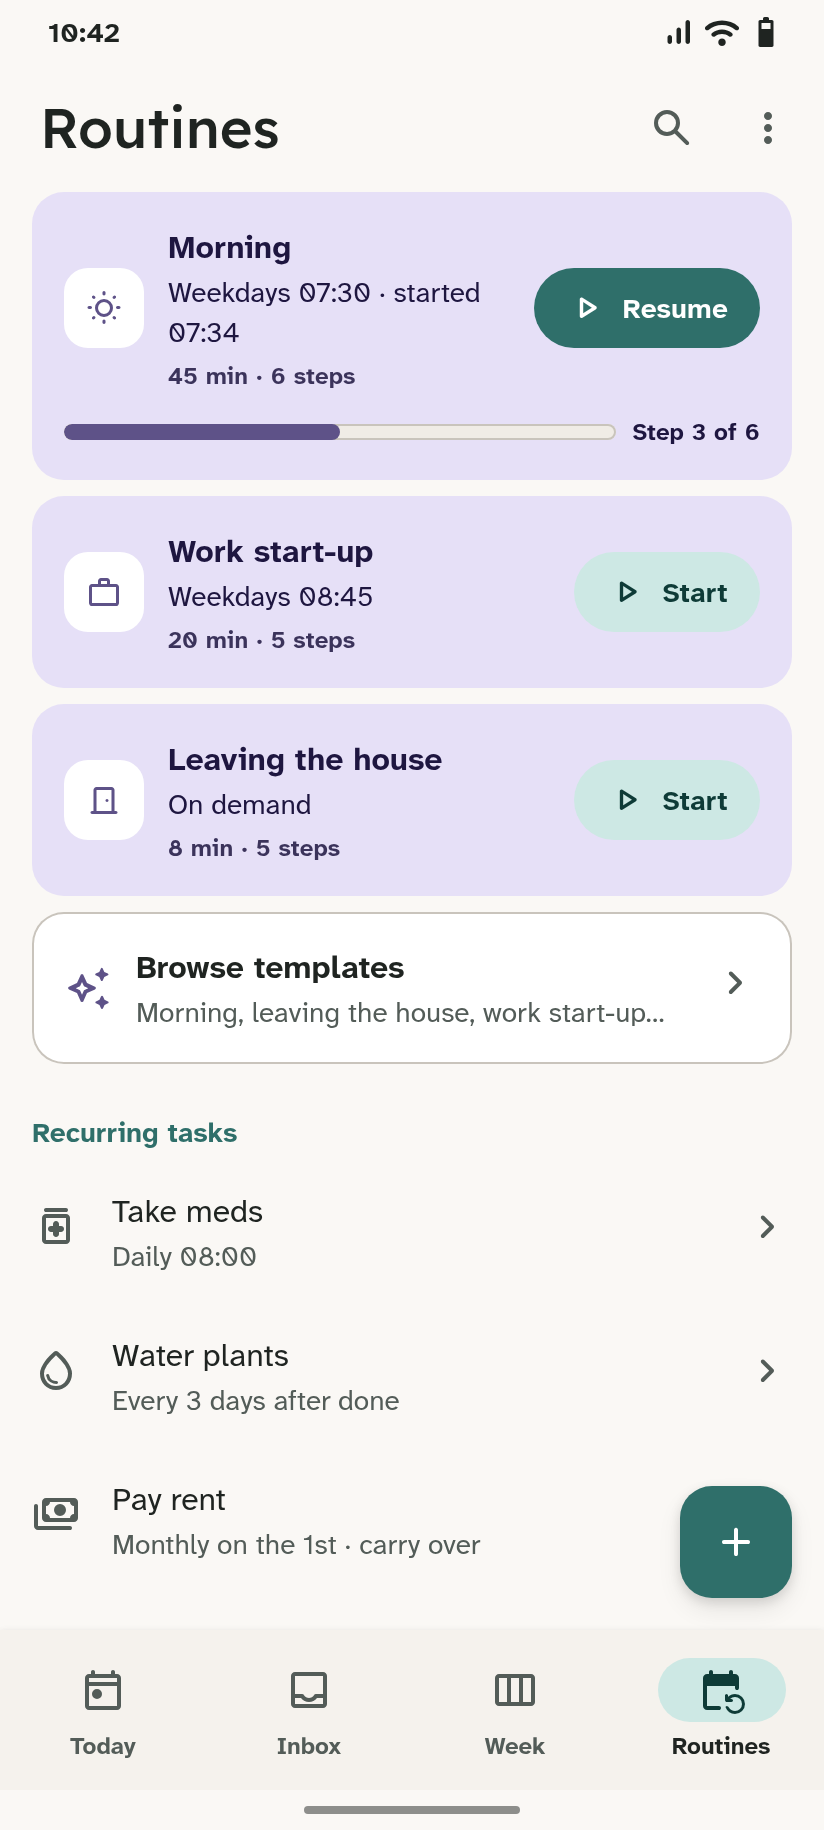 10:42
Routines
Morning
Weekdays 07:30 · started
07:34
45 min · 6 steps
Resume
Step 3 of 6
Work start-up
Weekdays 08:45
20 min · 5 steps
Start
Leaving the house
On demand
8 min · 5 steps
Start
Browse templates
Morning, leaving the house, work start-up...
Recurring tasks
Take meds
Daily 08:00
Water plants
Every 3 days after done
Pay rent
Monthly on the 1st · carry over
Today
Inbox
Week
Routines